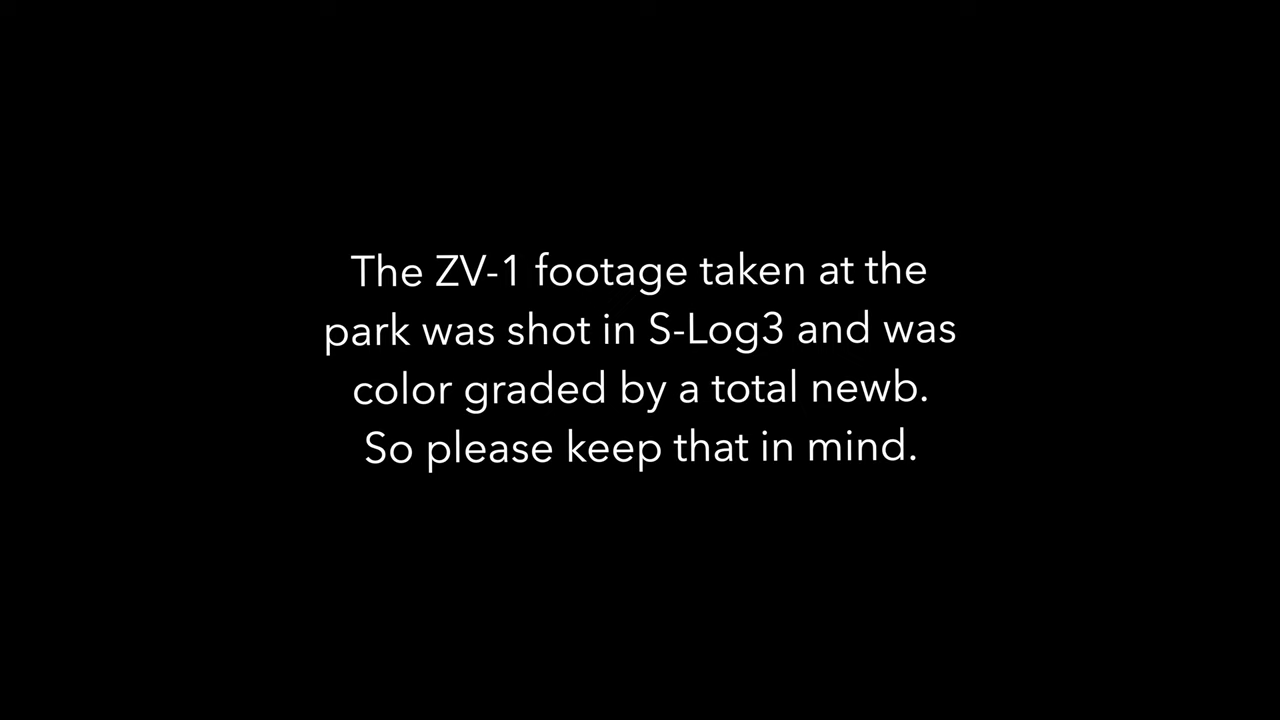 The ZV-1 footage taken at the
park was shot in S-Log3 and was
color graded by a total newb.
So please keep that in mind.